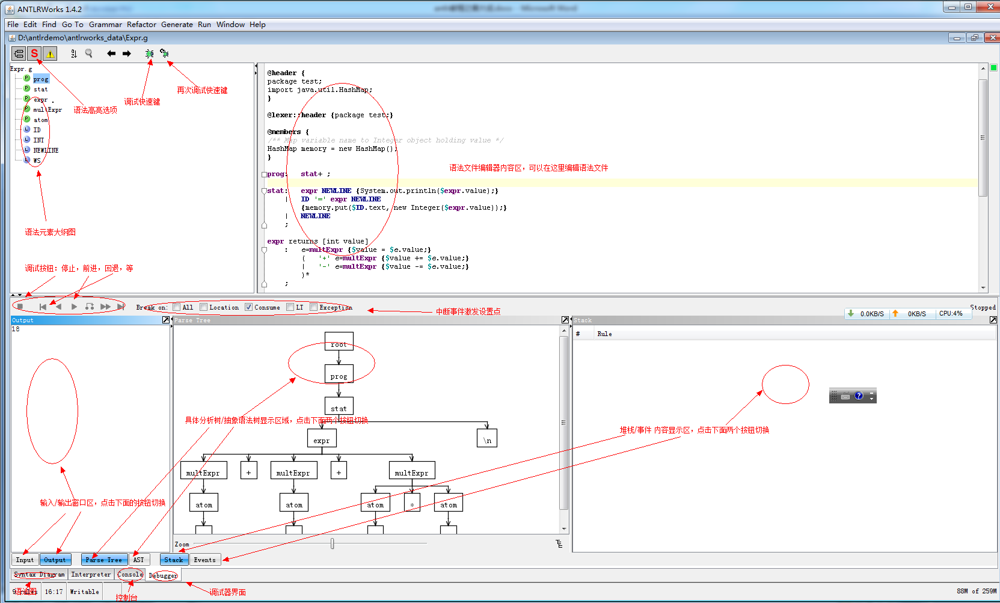 ANTLRWorks 1.4.2
File Edit Find Go To Grammar Refactor Generate Run Window Help
D:\antlrdemo\antlrworks_data\Expr.g
Expr.g
prog
stat
expr
multExpr
atom
ID
INT
NEWLINE
WS
语法高亮选项
调试快速键
再次调试快速键
语法元素大纲图
@header {
package test;
import java.util.HashMap;
}
@lexer::header {package test;}
@members {
/** Map variable name to Integer object holding value */
HashMap memory = new HashMap();
}
语法文件编辑器内容区，可以在这里编辑语法文件
prog: stat+ ;
stat: expr NEWLINE {System.out.println($expr.value);}
| ID '=' expr NEWLINE
{memory.put($ID.text, new Integer($expr.value));}
| NEWLINE
;
expr returns [int value]
: e=multExpr {$value = $e.value;}
( '+' e=multExpr {$value += $e.value;}
| '-' e=multExpr {$value -= $e.value;}
)*
;
调试按钮：停止，前进，回退，等
Break on: All Location Consume LT Exception
中断事件激发设置点
Stopped
0.0KB/S 0KB/S CPU:4%
Output
18
Parse Tree
Stack
# Rule
root
prog
stat
expr
\n
multExpr
+
multExpr
+
multExpr
atom
atom
atom
*
atom
具体分析树/抽象语法树显示区域，点击下面两个按钮切换
堆栈/事件 内容显示区，点击下面两个按钮切换
输入/输出窗口区，点击下面的按钮切换
Zoom
Input Output Parse Tree AST Stack Events
Syntax Diagram Interpreter Console Debugger
语法图
控制台
调试器界面
9 rules 16:17 Writable
88M of 259M